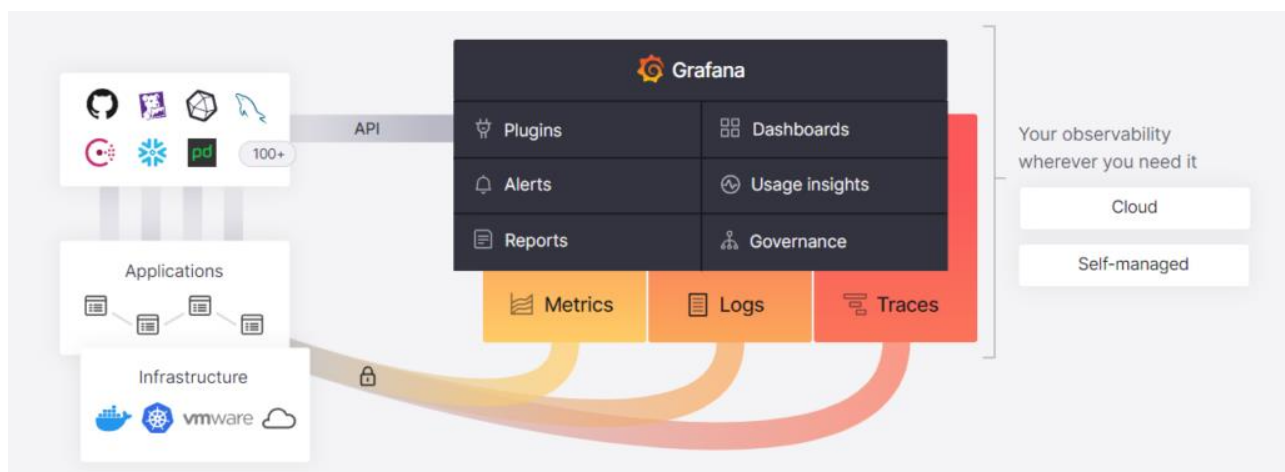 Grafana
API
Plugins
Dashboards
Alerts
Usage insights
Reports
Governance
Metrics
Logs
Traces
pd
100+
Applications
Infrastructure
vmware
Your observability
wherever you need it
Cloud
Self-managed